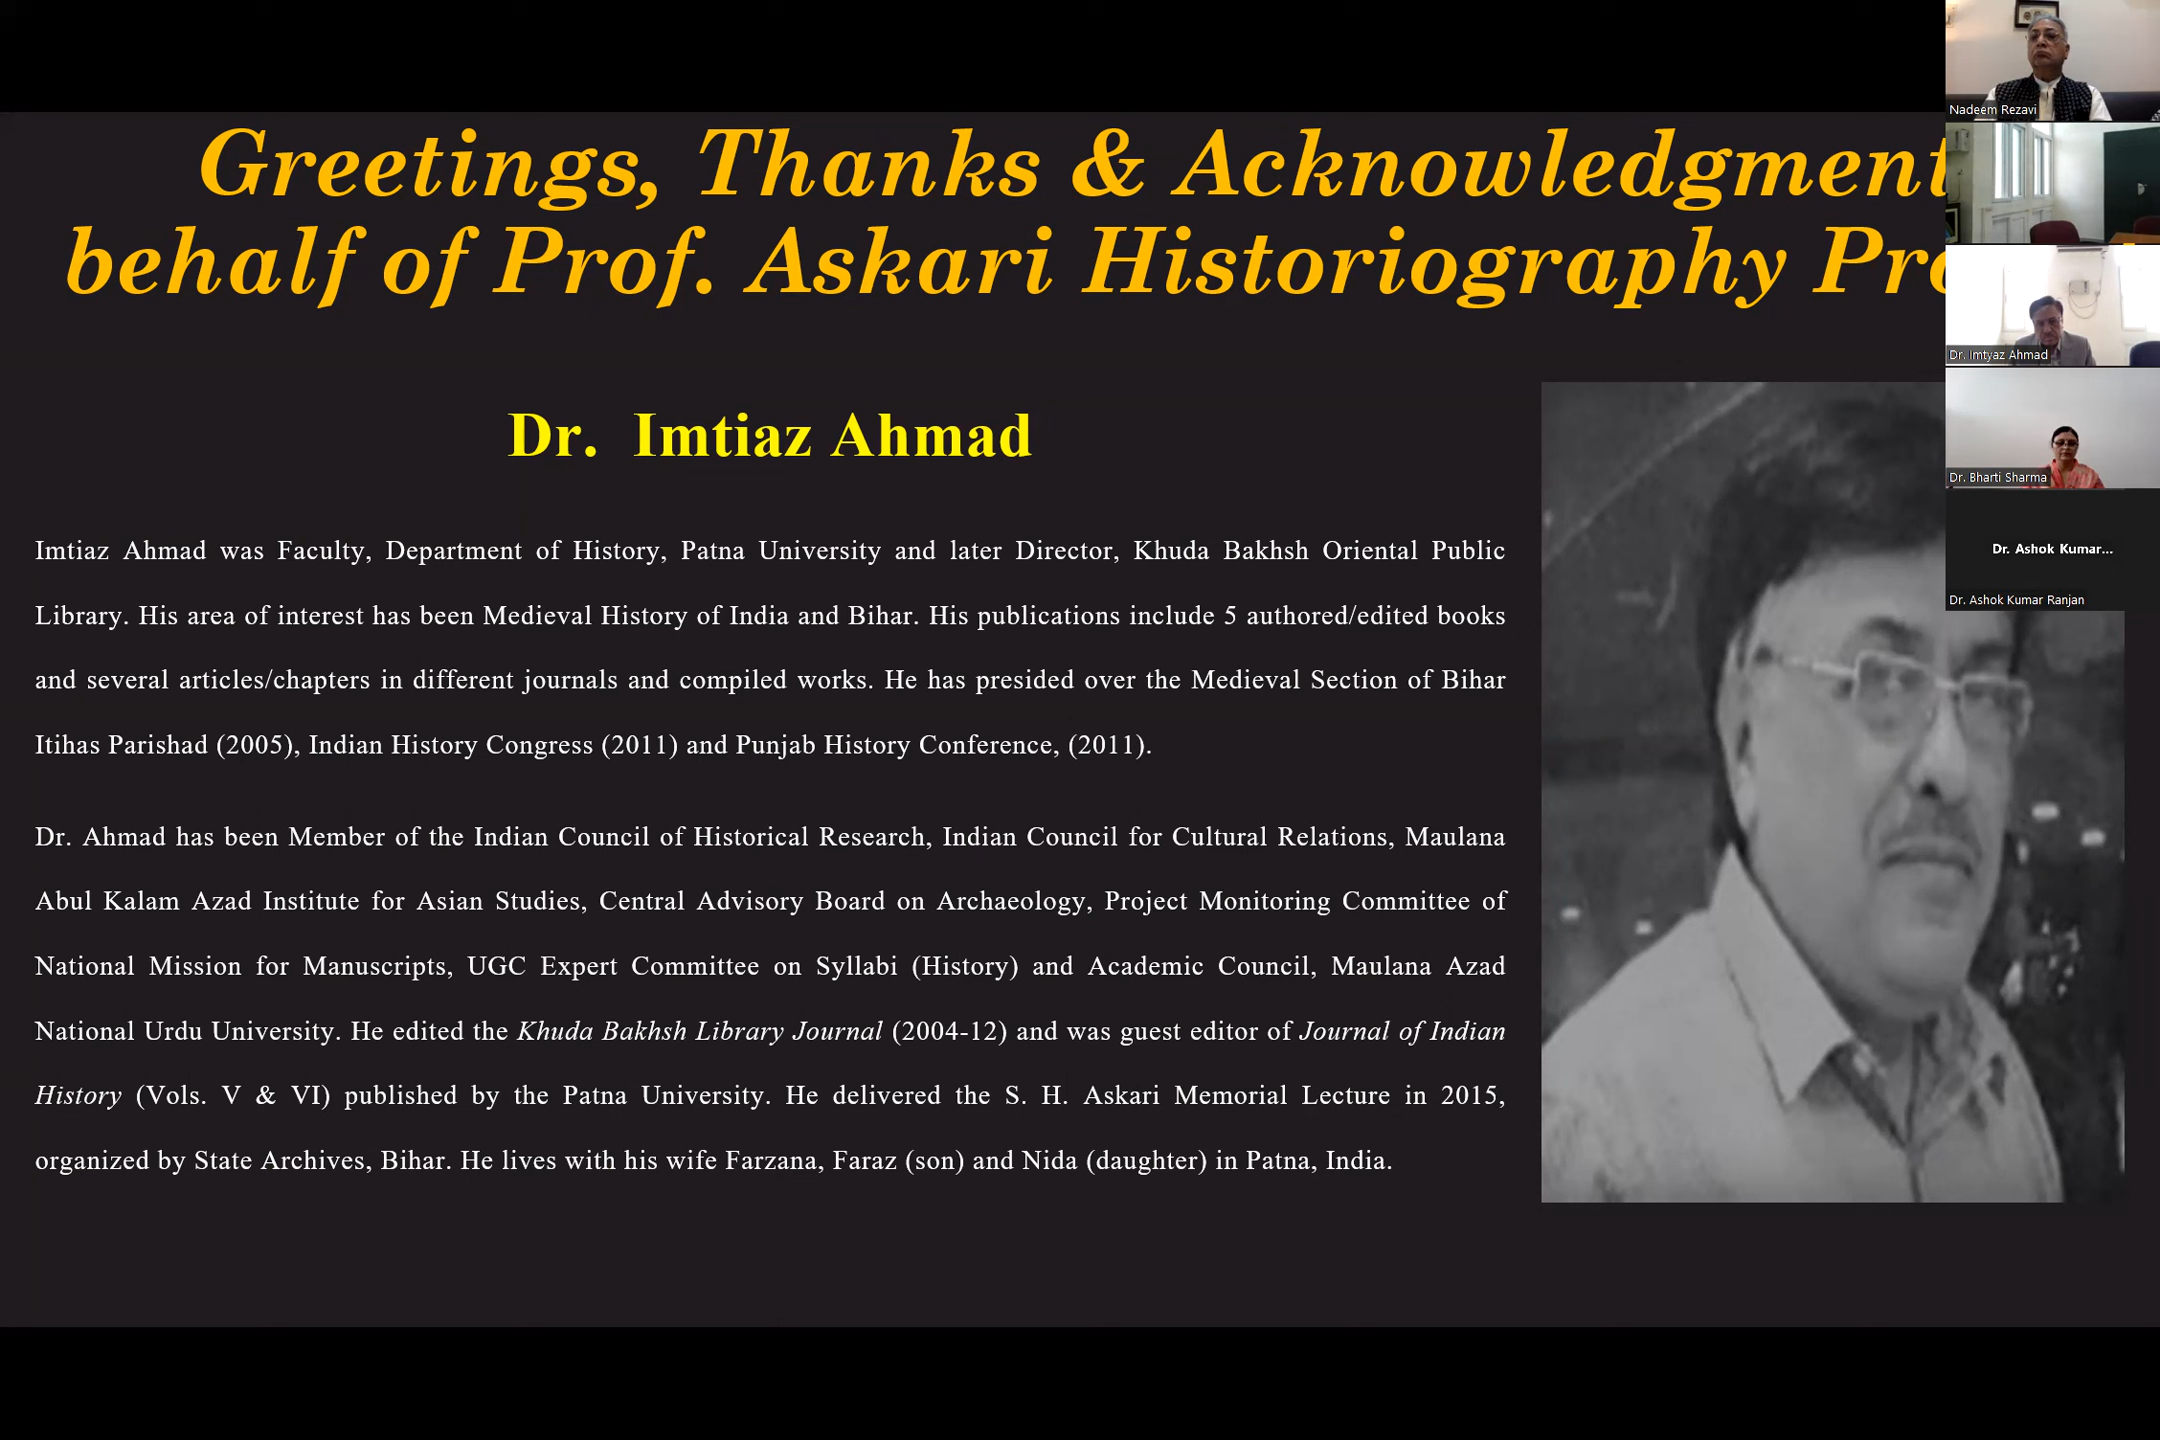 Greetings, Thanks & Acknowledgment
behalf of Prof. Askari Historiography
Dr. Imtiaz Ahmad
Imtiaz Ahmad was Faculty, Department of History, Patna University and later Director, Khuda Bakhsh Oriental Public
Library. His area of interest has been Medieval History of India and Bihar. His publications include 5 authored/edited books
and several articles/chapters in different journals and compiled works. He has presided over the Medieval Section of Bihar
Itihas Parishad (2005), Indian History Congress (2011) and Punjab History Conference, (2011).
Dr. Ahmad has been Member of the Indian Council of Historical Research, Indian Council for Cultural Relations, Maulana
Abul Kalam Azad Institute for Asian Studies, Central Advisory Board on Archaeology, Project Monitoring Committee of
National Mission for Manuscripts, UGC Expert Committee on Syllabi (History) and Academic Council, Maulana Azad
National Urdu University. He edited the Khuda Bakhsh Library Journal (2004-12) and was guest editor of Journal of Indian
History (Vols. V & VI) published by the Patna University. He delivered the S. H. Askari Memorial Lecture in 2015,
organized by State Archives, Bihar. He lives with his wife Farzana, Faraz (son) and Nida (daughter) in Patna, India.
Nadeem Rezavi
Dr. Imtyaz Ahmad
Dr. Bharti Sharma
Dr. Ashok Kumar...
Dr. Ashok Kumar Ranjan